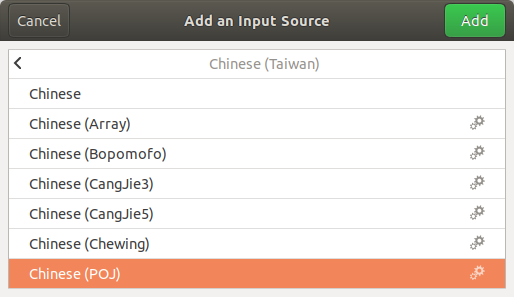 Cancel Add an Input Source Add
Chinese (Taiwan)
Chinese
Chinese (Array)
Chinese (Bopomofo)
Chinese (CangJie3)
Chinese (CangJie5)
Chinese (Chewing)
Chinese (POJ)